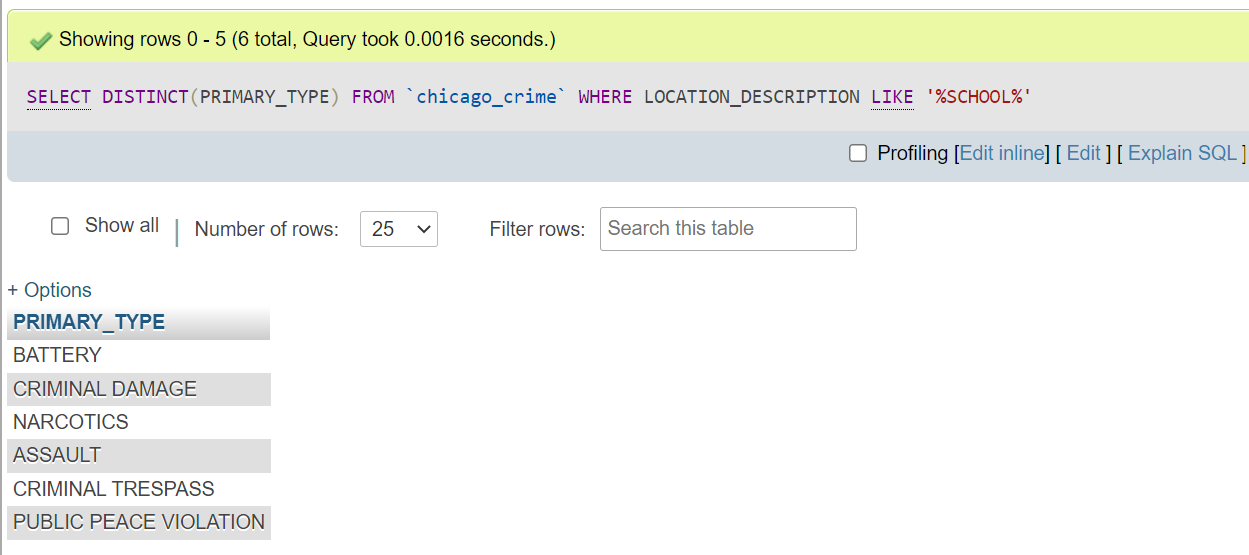 Showing rows 0 - 5 (6 total, Query took 0.0016 seconds.)
SELECT DISTINCT(PRIMARY_TYPE) FROM `chicago_crime` WHERE LOCATION_DESCRIPTION LIKE '%SCHOOL%'
Profiling [Edit inline] [ Edit ] [ Explain SQL ]
Show all | Number of rows: 25 Filter rows: Search this table
+ Options
PRIMARY_TYPE
BATTERY
CRIMINAL DAMAGE
NARCOTICS
ASSAULT
CRIMINAL TRESPASS
PUBLIC PEACE VIOLATION